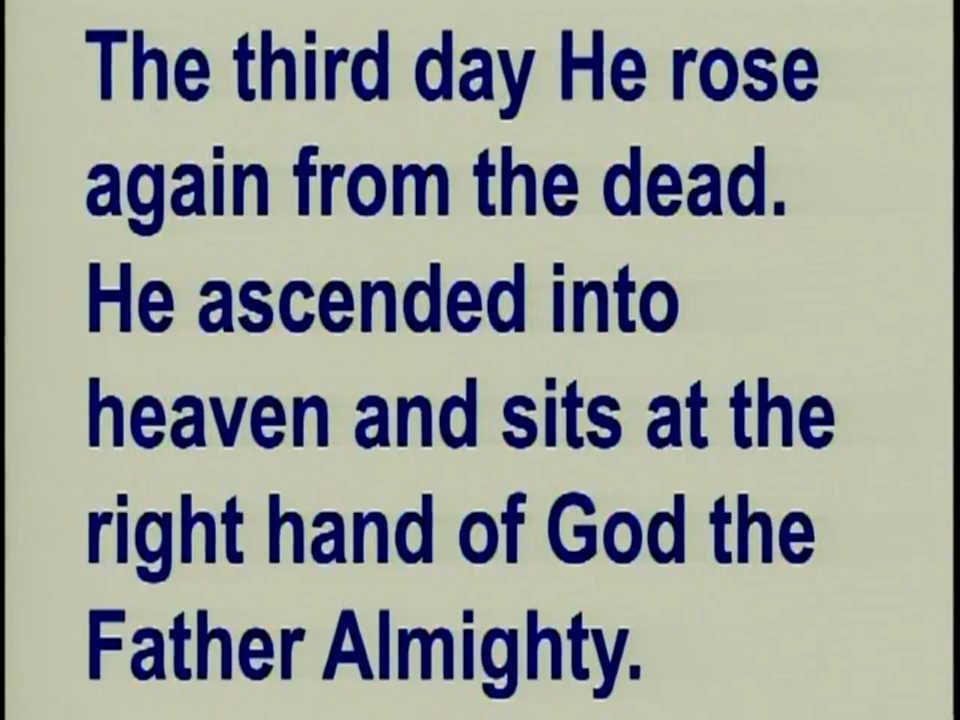 The third day He rose
again from the dead.
He ascended into
heaven and sits at the
right hand of God the
Father Almighty.